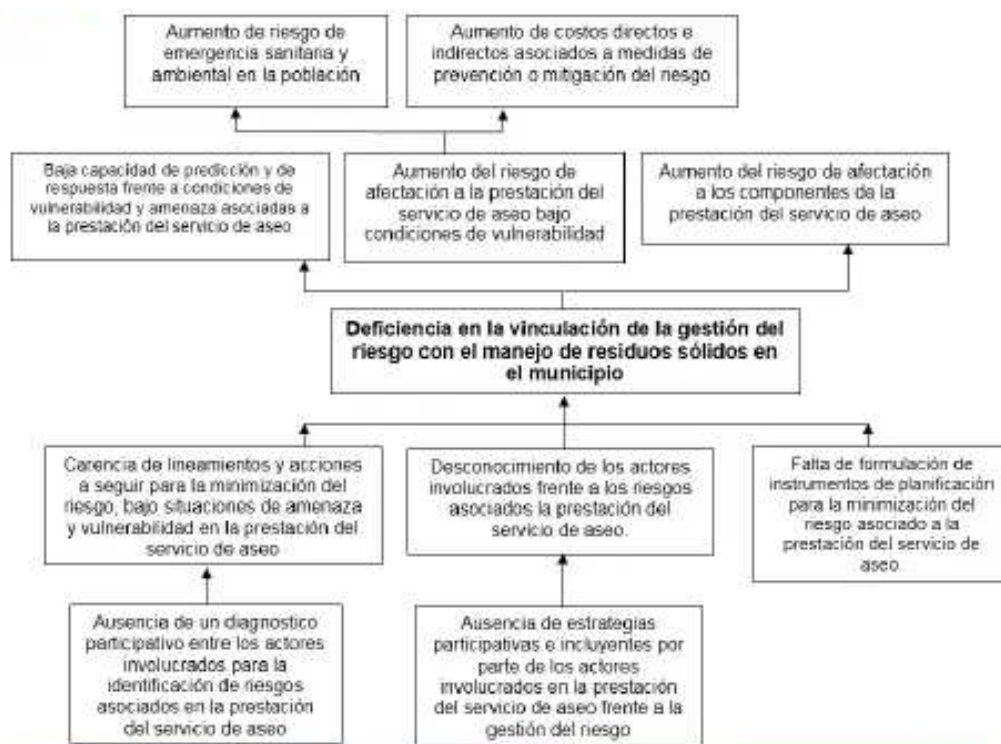 Aumento de riesgo de
emergencia sanitaria y
ambiental en la población
Aumento de costos directos e
indirectos asociados a medidas de
prevención o mitigación del riesgo
Baja capacidad de predicción y de
respuesta frente a condiciones de
vulnerabilidad y amenaza asociadas a
la prestación del servicio de aseo
Aumento del riesgo de
afectación a la prestación del
servicio de aseo bajo
condiciones de vulnerabilidad
Aumento del riesgo de afectación
a los componentes de la
prestación del servicio de aseo
Deficiencia en la vinculación de la gestión del
riesgo con el manejo de residuos sólidos en
el municipio
Carencia de lineamientos y acciones
a seguir para la minimización del
riesgo, bajo situaciones de amenaza
y vulnerabilidad en la prestación del
servicio de aseo
Desconocimiento de los actores
involucrados frente a los riesgos
asociados la prestación del
servicio de aseo.
Falta de formulación de
instrumentos de planificación
para la minimización del
riesgo asociado a la
prestación del servicio de
aseo
Ausencia de un diagnostico
participativo entre los actores
involucrados para la
identificación de riesgos
asociados en la prestación
del servicio de aseo
Ausencia de estrategias
participativas e incluyentes por
parte de los actores
involucrados en la prestación
del servicio de aseo frente a la
gestión del riesgo